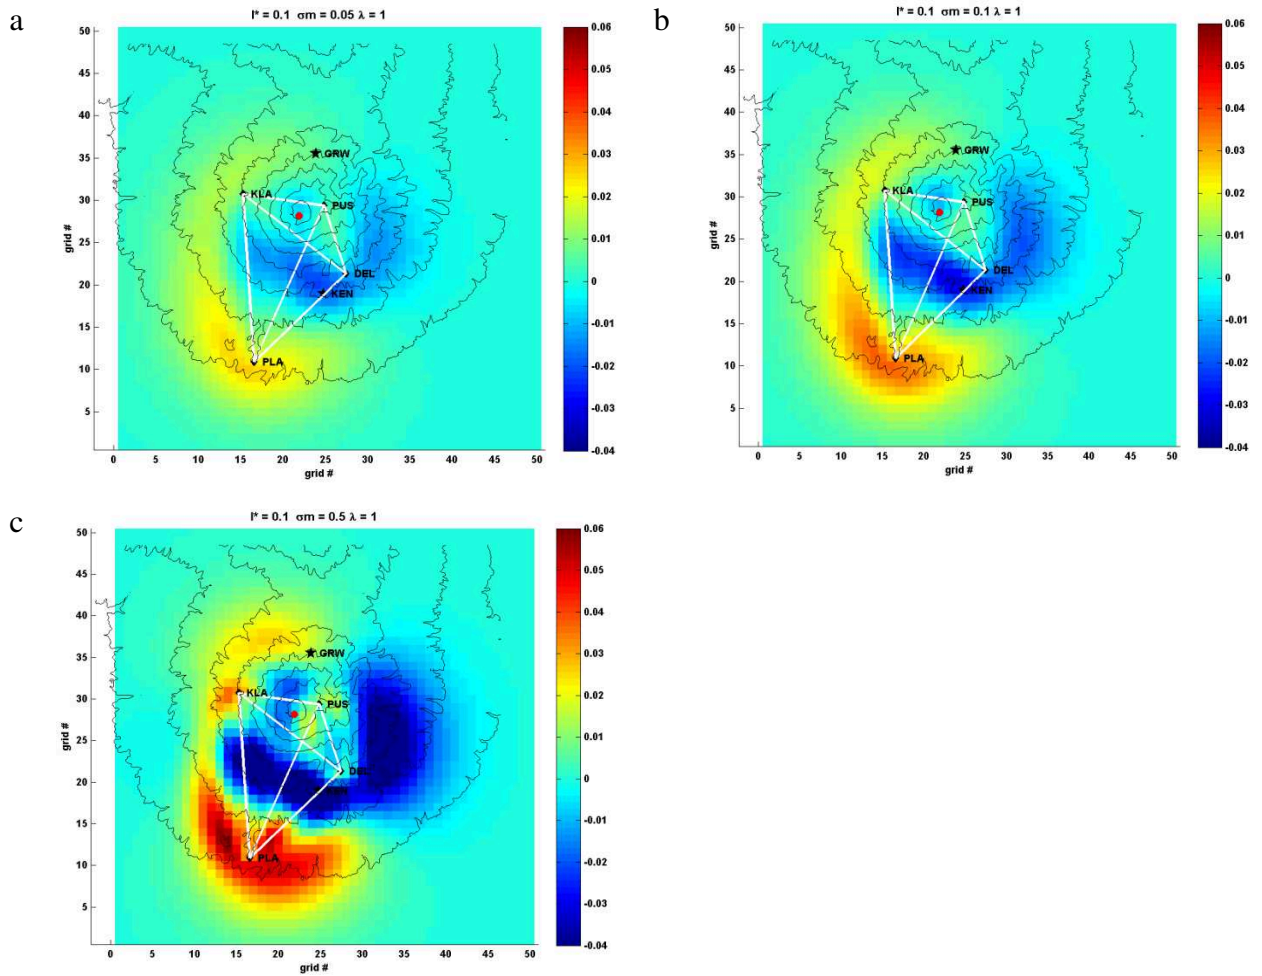 a
l* = 0.1 σm = 0.05 λ = 1
50
45
40
35
30
25
20
15
10
5
grid #
GRW
KLA
PUS
DEL
KEN
PLA
0 5 10 15 20 25 30 35 40 45 50
grid #
0.06
0.05
0.04
0.03
0.02
0.01
0
-0.01
-0.02
-0.03
-0.04
b
l* = 0.1 σm = 0.1 λ = 1
50
45
40
35
30
25
20
15
10
5
grid #
GRW
KLA
PUS
DEL
KEN
PLA
0 5 10 15 20 25 30 35 40 45 50
grid #
0.06
0.05
0.04
0.03
0.02
0.01
0
-0.01
-0.02
-0.03
-0.04
c
l* = 0.1 σm = 0.5 λ = 1
50
45
40
35
30
25
20
15
10
5
grid #
GRW
KLA
PUS
DEL
PLA
0 5 10 15 20 25 30 35 40 45 50
grid #
0.06
0.05
0.04
0.03
0.02
0.01
0
-0.01
-0.02
-0.03
-0.04